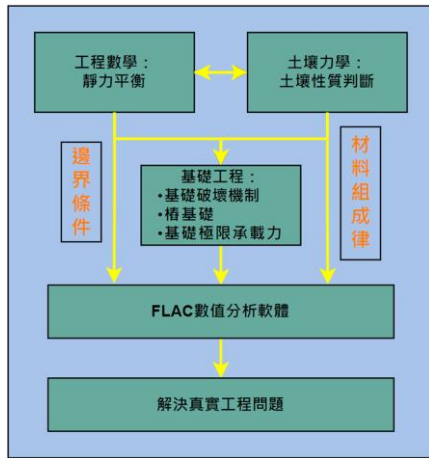 工程數學：
靜力平衡
土壤力學：
土壤性質判斷
邊界條件
基礎工程：
•基礎破壞機制
•樁基礎
•基礎極限承載力
材料組成律
FLAC數值分析軟體
解決真實工程問題